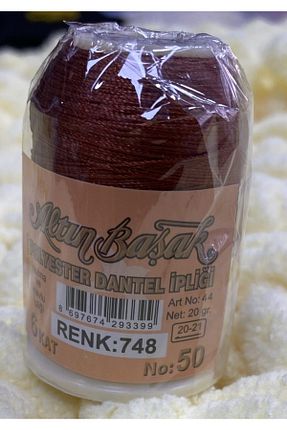 Altın Başak
POLYESTER DANTEL İPLİĞİ
Art No: 44
Net: 20 gr.
20-21
8 697674 293399
RENK:748
6 KAT
No: 50